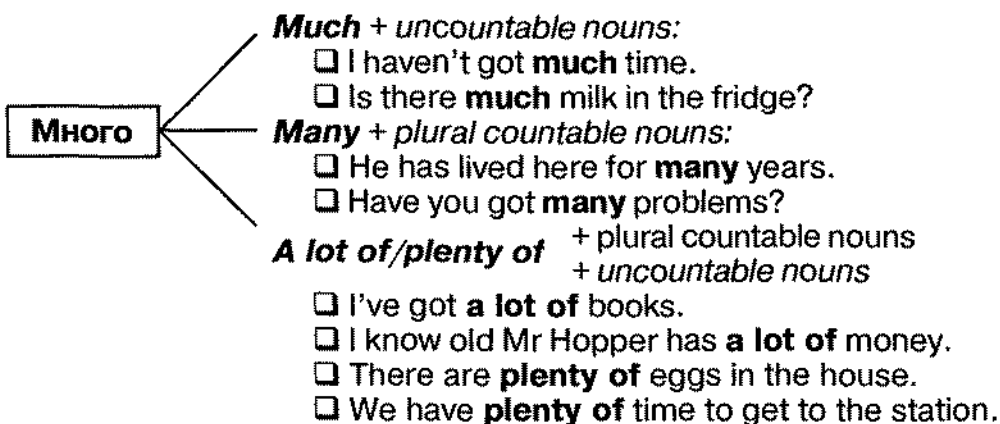 Much + uncountable nouns:
❑ I haven't got much time.
❑ Is there much milk in the fridge?
Много
Many + plural countable nouns:
❑ He has lived here for many years.
❑ Have you got many problems?
A lot of/plenty of + plural countable nouns
+ uncountable nouns
❑ I've got a lot of books.
❑ I know old Mr Hopper has a lot of money.
❑ There are plenty of eggs in the house.
❑ We have plenty of time to get to the station.